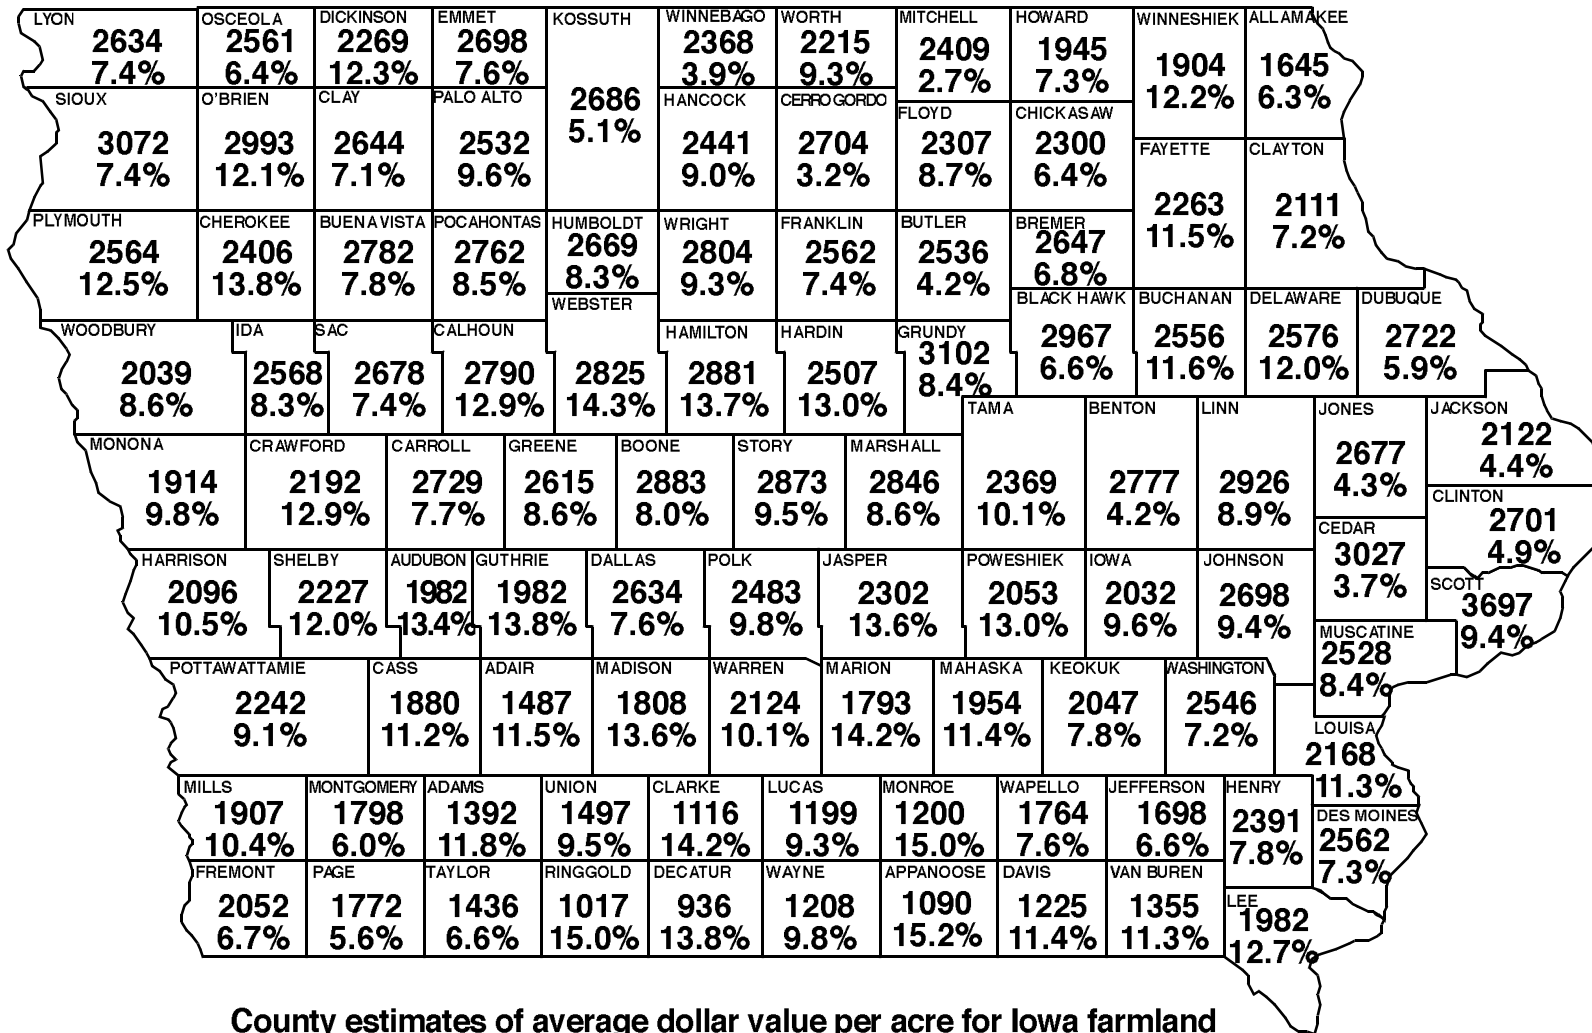 LYON
2634
7.4%
OSCEOLA
2561
6.4%
DICKINSON
2269
12.3%
EMMET
2698
7.6%
KOSSUTH
2686
5.1%
WINNEBAGO
2368
3.9%
WORTH
2215
9.3%
MITCHELL
2409
2.7%
HOWARD
1945
7.3%
WINNESHIEK
1904
12.2%
ALLAMAKEE
1645
6.3%
SIOUX
3072
7.4%
O'BRIEN
2993
12.1%
CLAY
2644
7.1%
PALO ALTO
2532
9.6%
HANCOCK
2441
9.0%
CERRO GORDO
2704
3.2%
FLOYD
2307
8.7%
CHICKASAW
2300
6.4%
FAYETTE
2263
11.5%
CLAYTON
2111
7.2%
PLYMOUTH
2564
12.5%
CHEROKEE
2406
13.8%
BUENA VISTA
2782
7.8%
POCAHONTAS
2762
8.5%
HUMBOLDT
2669
8.3%
WRIGHT
2804
9.3%
FRANKLIN
2562
7.4%
BUTLER
2536
4.2%
BREMER
2647
6.8%
WOODBURY
2039
8.6%
IDA
2568
8.3%
SAC
2678
7.4%
CALHOUN
2790
12.9%
WEBSTER
2825
14.3%
HAMILTON
2881
13.7%
HARDIN
2507
13.0%
GRUNDY
3102
8.4%
BLACK HAWK
2967
6.6%
BUCHANAN
2556
11.6%
DELAWARE
2576
12.0%
DUBUQUE
2722
5.9%
MONONA
1914
9.8%
CRAWFORD
2192
12.9%
CARROLL
2729
7.7%
GREENE
2615
8.6%
BOONE
2883
8.0%
STORY
2873
9.5%
MARSHALL
2846
8.6%
TAMA
2369
10.1%
BENTON
2777
4.2%
LINN
2926
8.9%
JONES
2677
4.3%
JACKSON
2122
4.4%
CLINTON
2701
4.9%
HARRISON
2096
10.5%
SHELBY
2227
12.0%
AUDUBON
1982
13.4%
GUTHRIE
1982
13.8%
DALLAS
2634
7.6%
POLK
2483
9.8%
JASPER
2302
13.6%
POWESHIEK
2053
13.0%
IOWA
2032
9.6%
JOHNSON
2698
9.4%
CEDAR
3027
3.7%
SCOTT
3697
9.4%
MUSCATINE
2528
8.4%
POTTAWATTAMIE
2242
9.1%
CASS
1880
11.2%
ADAIR
1487
11.5%
MADISON
1808
13.6%
WARREN
2124
10.1%
MARION
1793
14.2%
MAHASKA
1954
11.4%
KEOKUK
2047
7.8%
WASHINGTON
2546
7.2%
LOUISA
2168
11.3%
MILLS
1907
10.4%
MONTGOMERY
1798
6.0%
ADAMS
1392
11.8%
UNION
1497
9.5%
CLARKE
1116
14.2%
LUCAS
1199
9.3%
MONROE
1200
15.0%
WAPELLO
1764
7.6%
JEFFERSON
1698
6.6%
HENRY
2391
7.8%
DES MOINES
2562
7.3%
FREMONT
2052
6.7%
PAGE
1772
5.6%
TAYLOR
1436
6.6%
RINGGOLD
1017
15.0%
DECATUR
936
13.8%
WAYNE
1208
9.8%
APPANOOSE
1090
15.2%
DAVIS
1225
11.4%
VAN BUREN
1355
11.3%
LEE
1982
12.7%
County estimates of average dollar value per acre for Iowa farmland